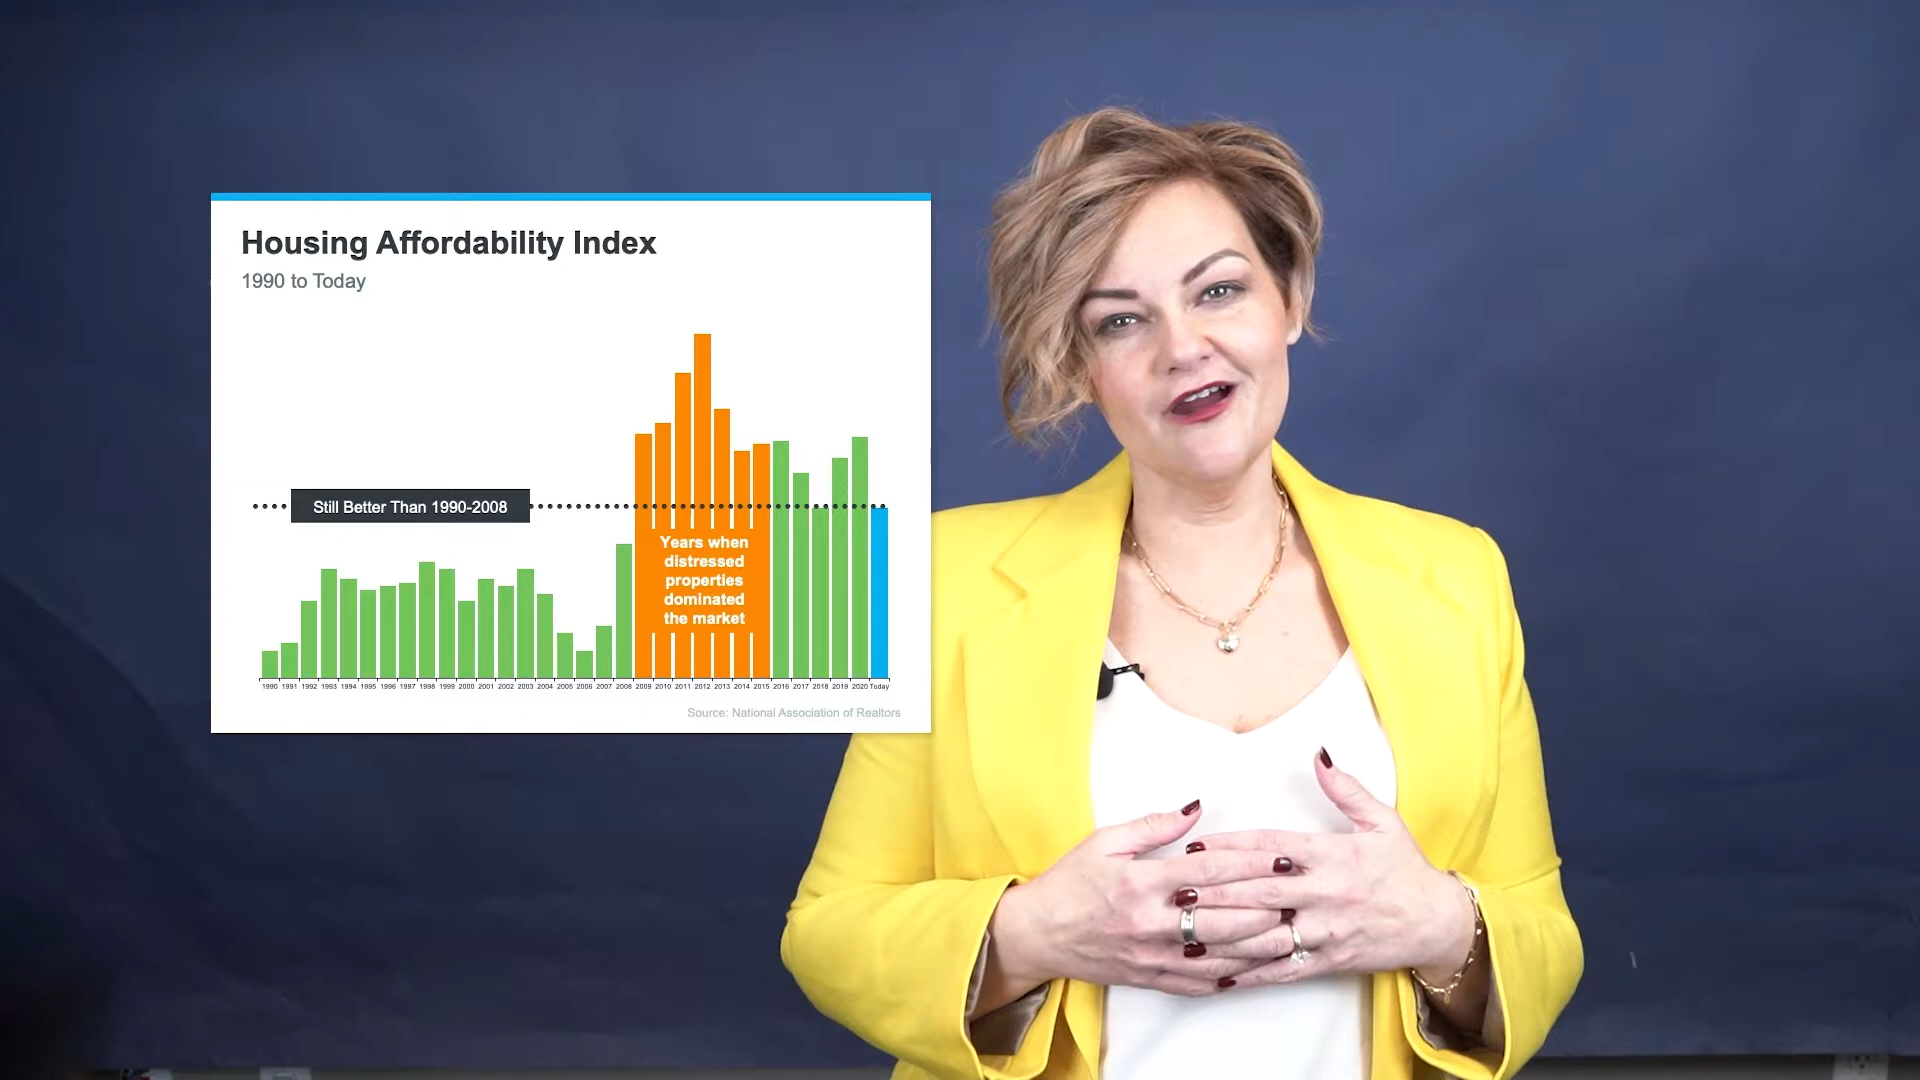 Housing Affordability Index
1990 to Today
Still Better Than 1990-2008
Years when
distressed
properties
dominated
the market
1990 1991 1992 1993 1994 1995 1996 1997 1998 1999 2000 2001 2002 2003 2004 2005 2006 2007 2008 2009 2010 2011 2012 2013 2014 2015 2016 2017 2018 2019 2020 Today
Source: National Association of Realtors